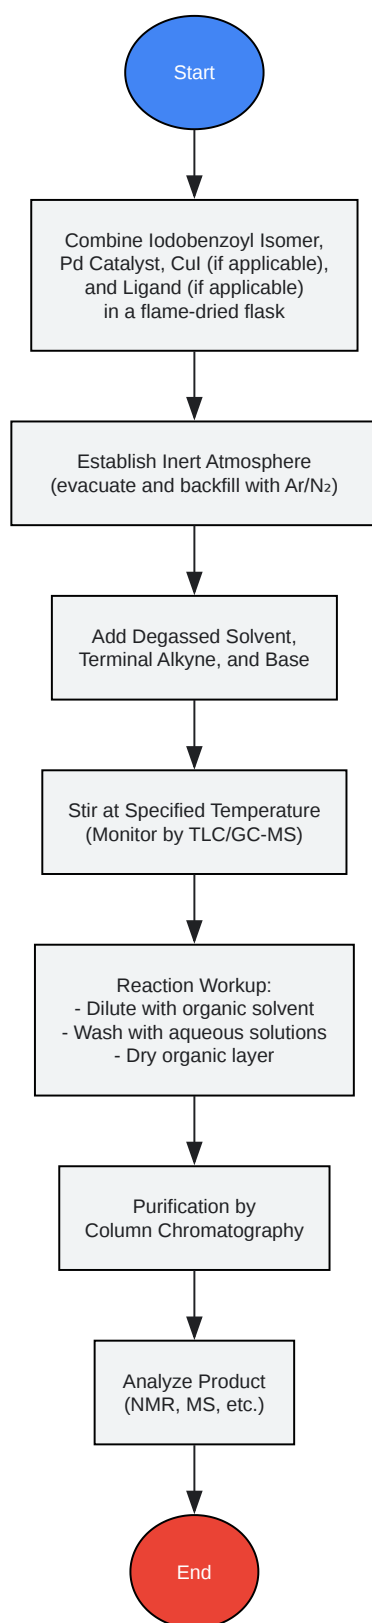 Start
Combine Iodobenzoyl Isomer,
Pd Catalyst, CuI (if applicable),
and Ligand (if applicable)
in a flame-dried flask
Establish Inert Atmosphere
(evacuate and backfill with Ar/N₂)
Add Degassed Solvent,
Terminal Alkyne, and Base
Stir at Specified Temperature
(Monitor by TLC/GC-MS)
Reaction Workup:
- Dilute with organic solvent
- Wash with aqueous solutions
- Dry organic layer
Purification by
Column Chromatography
Analyze Product
(NMR, MS, etc.)
End